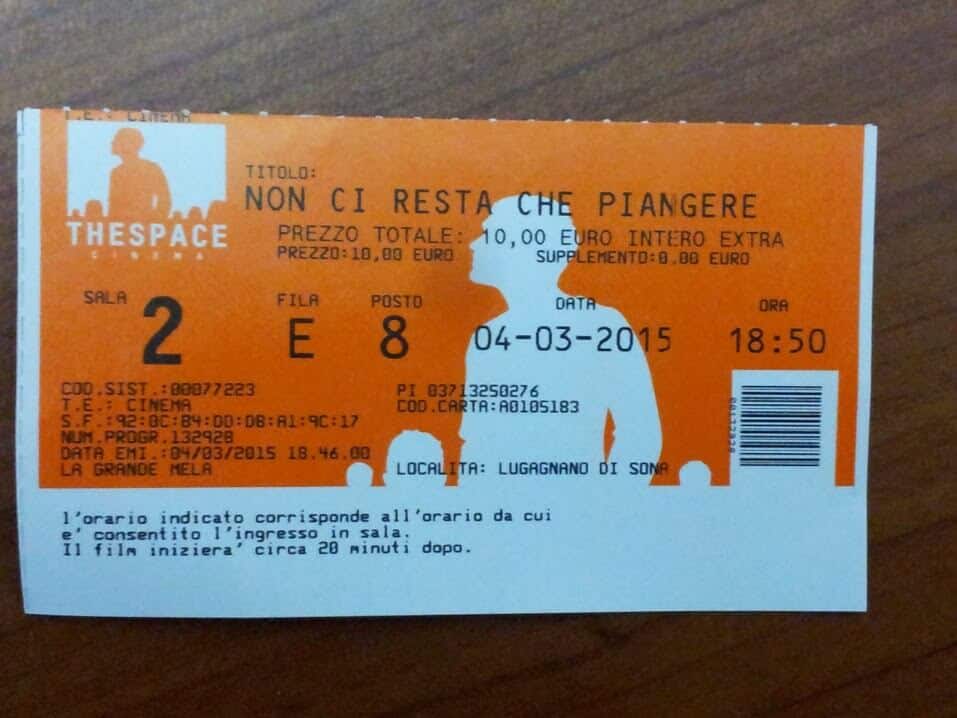 T.E.: CINEMA
THESPACE
CINEMA
TITOLO:
NON CI RESTA CHE PIANGERE
PREZZO TOTALE: 10,00 EURO INTERO EXTRA
PREZZO:10,00 EURO SUPPLEMENTO:0.00 EURO
SALA 2 FILA E POSTO 8 DATA 04-03-2015 ORA 18:50
COD.SIST.:00077223 PI 03713250276
T.E.: CINEMA COD.CARTA:A0105183
S.F.:92:0C:84:DD:DB:A1:9C:17
NUM.PROGR.132928
DATA EMI.:04/03/2015 18.46.00
LA GRANDE MELA LOCALITA: LUGAGNANO DI SONA
l'orario indicato corrisponde all'orario da cui
e' consentito l'ingresso in sala.
Il film iniziera' circa 20 minuti dopo.